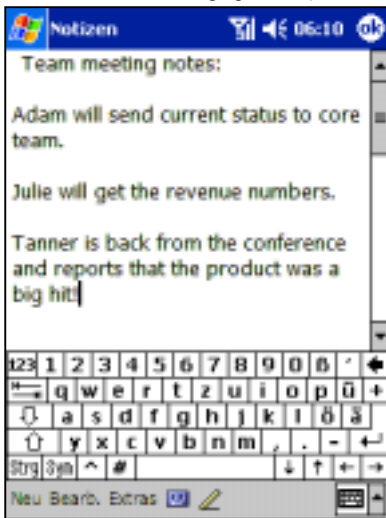 Notizen 06:10 ok
Team meeting notes:
Adam will send current status to core
team.
Julie will get the revenue numbers.
Tanner is back from the conference
and reports that the product was a
big hit!
123 1 2 3 4 5 6 7 8 9 0 ß ´
q w e r t z u i o p ü +
a s d f g h j k l ö ä
y x c v b n m , . -
Strg Sym ^ #
Neu Bearb. Extras